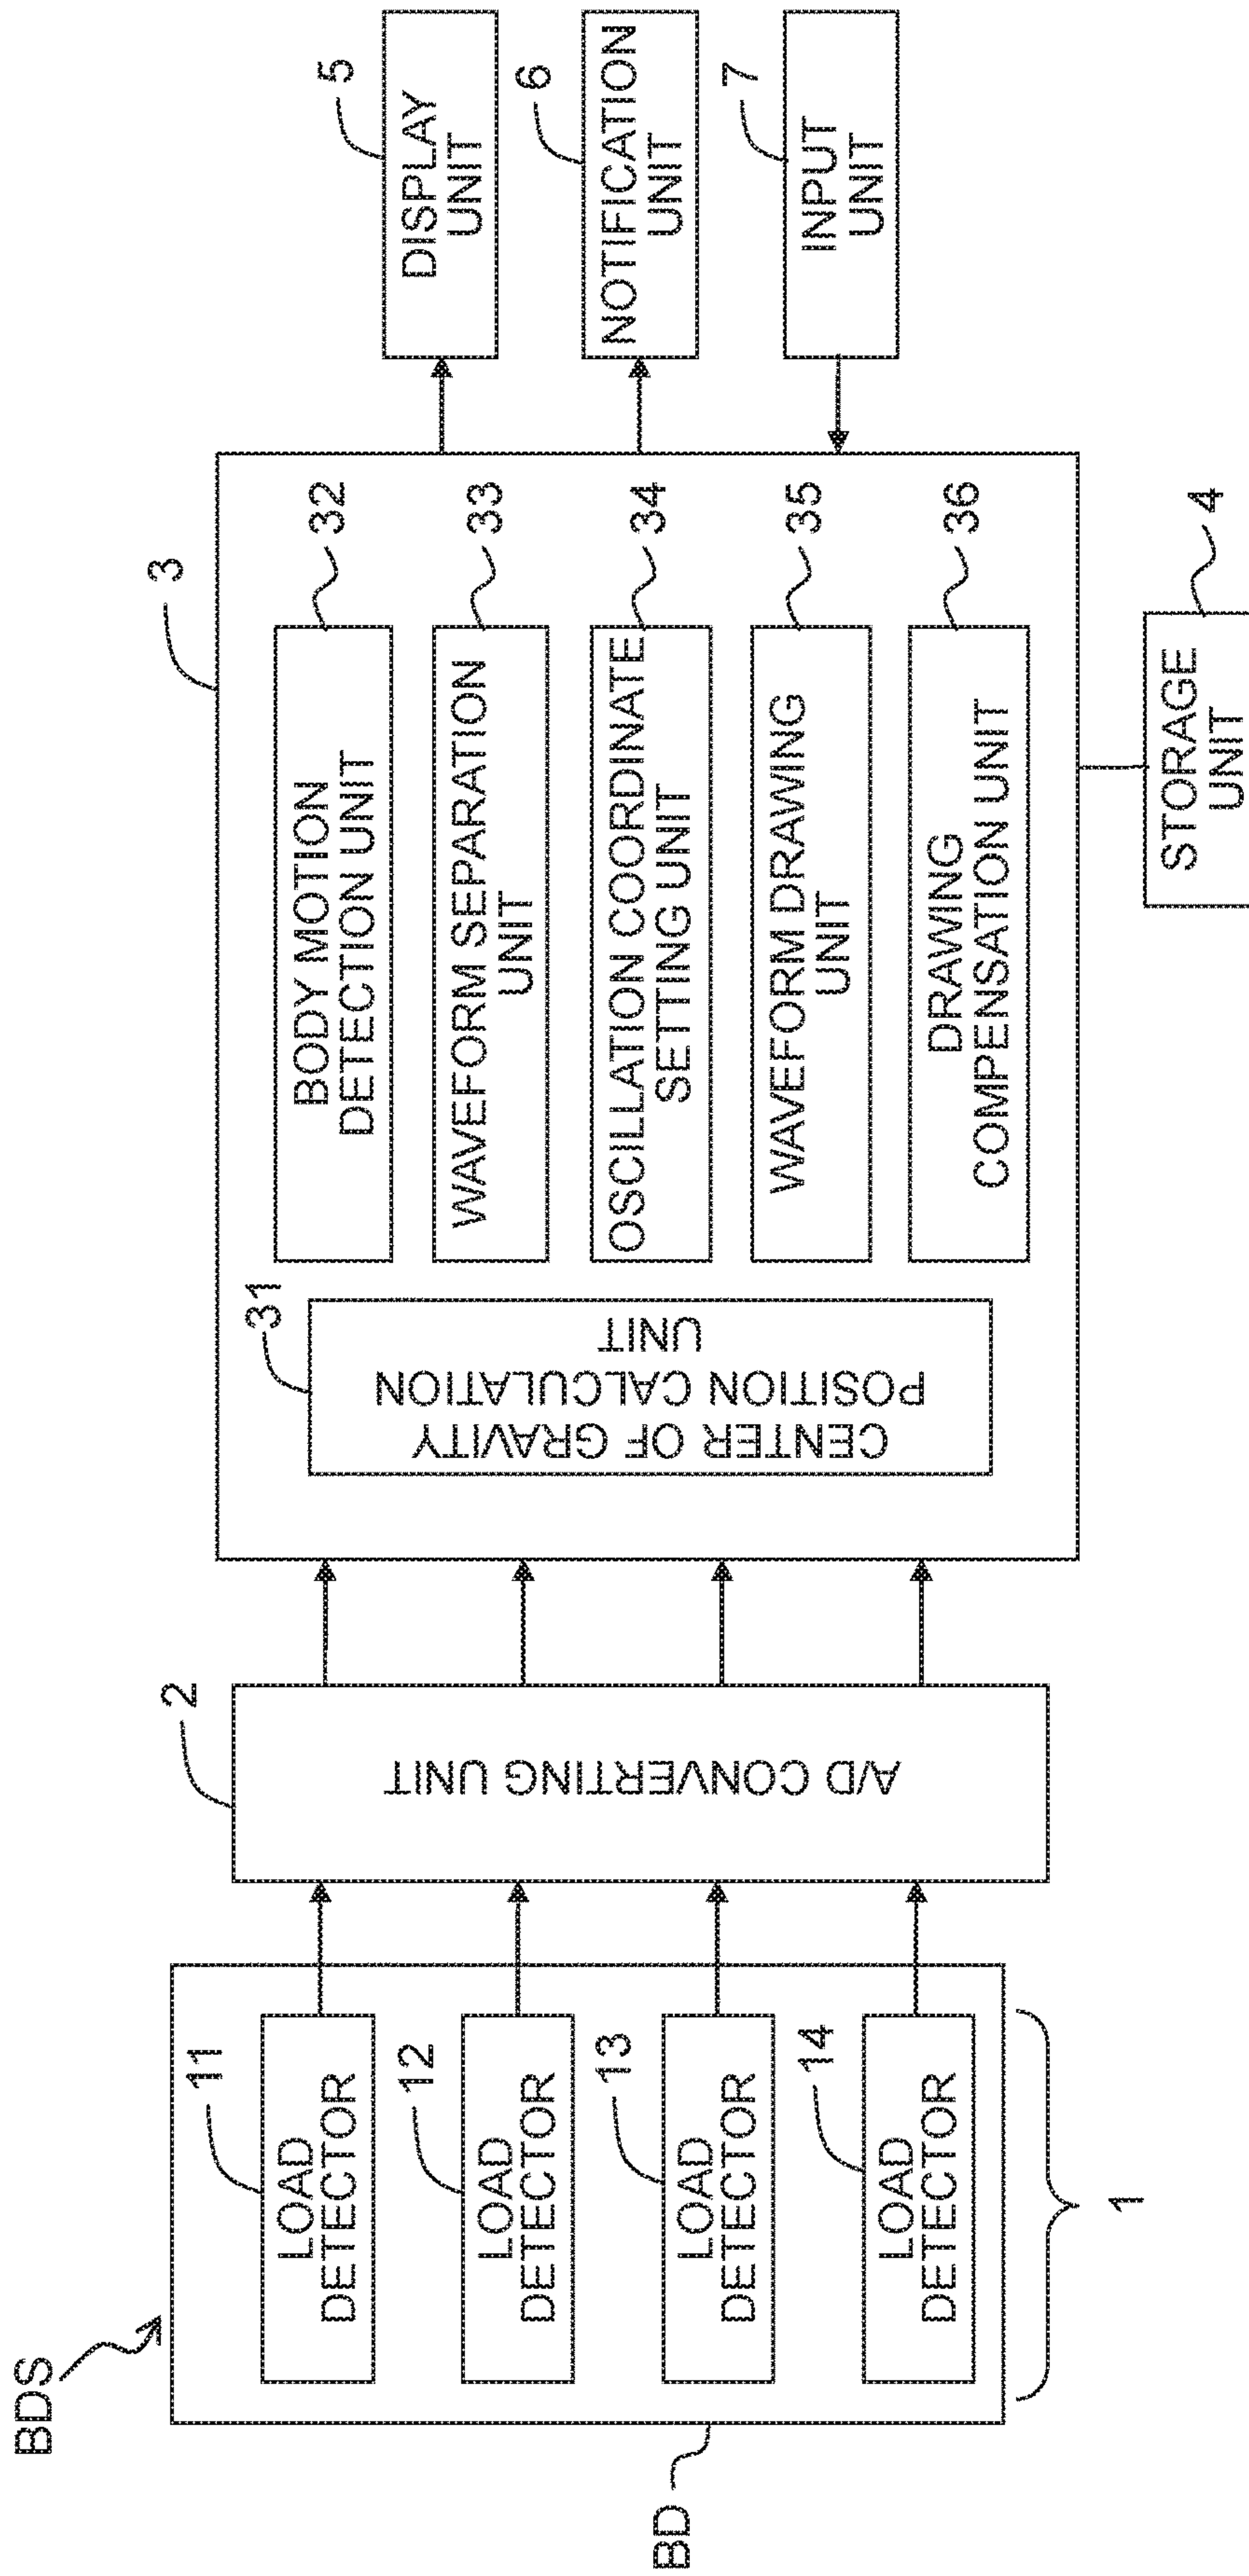 BDS
BD
1
11
LOAD
DETECTOR
12
LOAD
DETECTOR
13
LOAD
DETECTOR
14
LOAD
DETECTOR
2
A/D CONVERTING UNIT
3
31
CENTER OF GRAVITY
POSITION CALCULATION
UNIT
BODY MOTION
DETECTION UNIT
32
WAVEFORM SEPARATION
UNIT
33
OSCILLATION COORDINATE
SETTING UNIT
34
WAVEFORM DRAWING
UNIT
35
DRAWING
COMPENSATION UNIT
36
STORAGE
UNIT
4
5
DISPLAY
UNIT
6
NOTIFICATION
UNIT
7
INPUT
UNIT